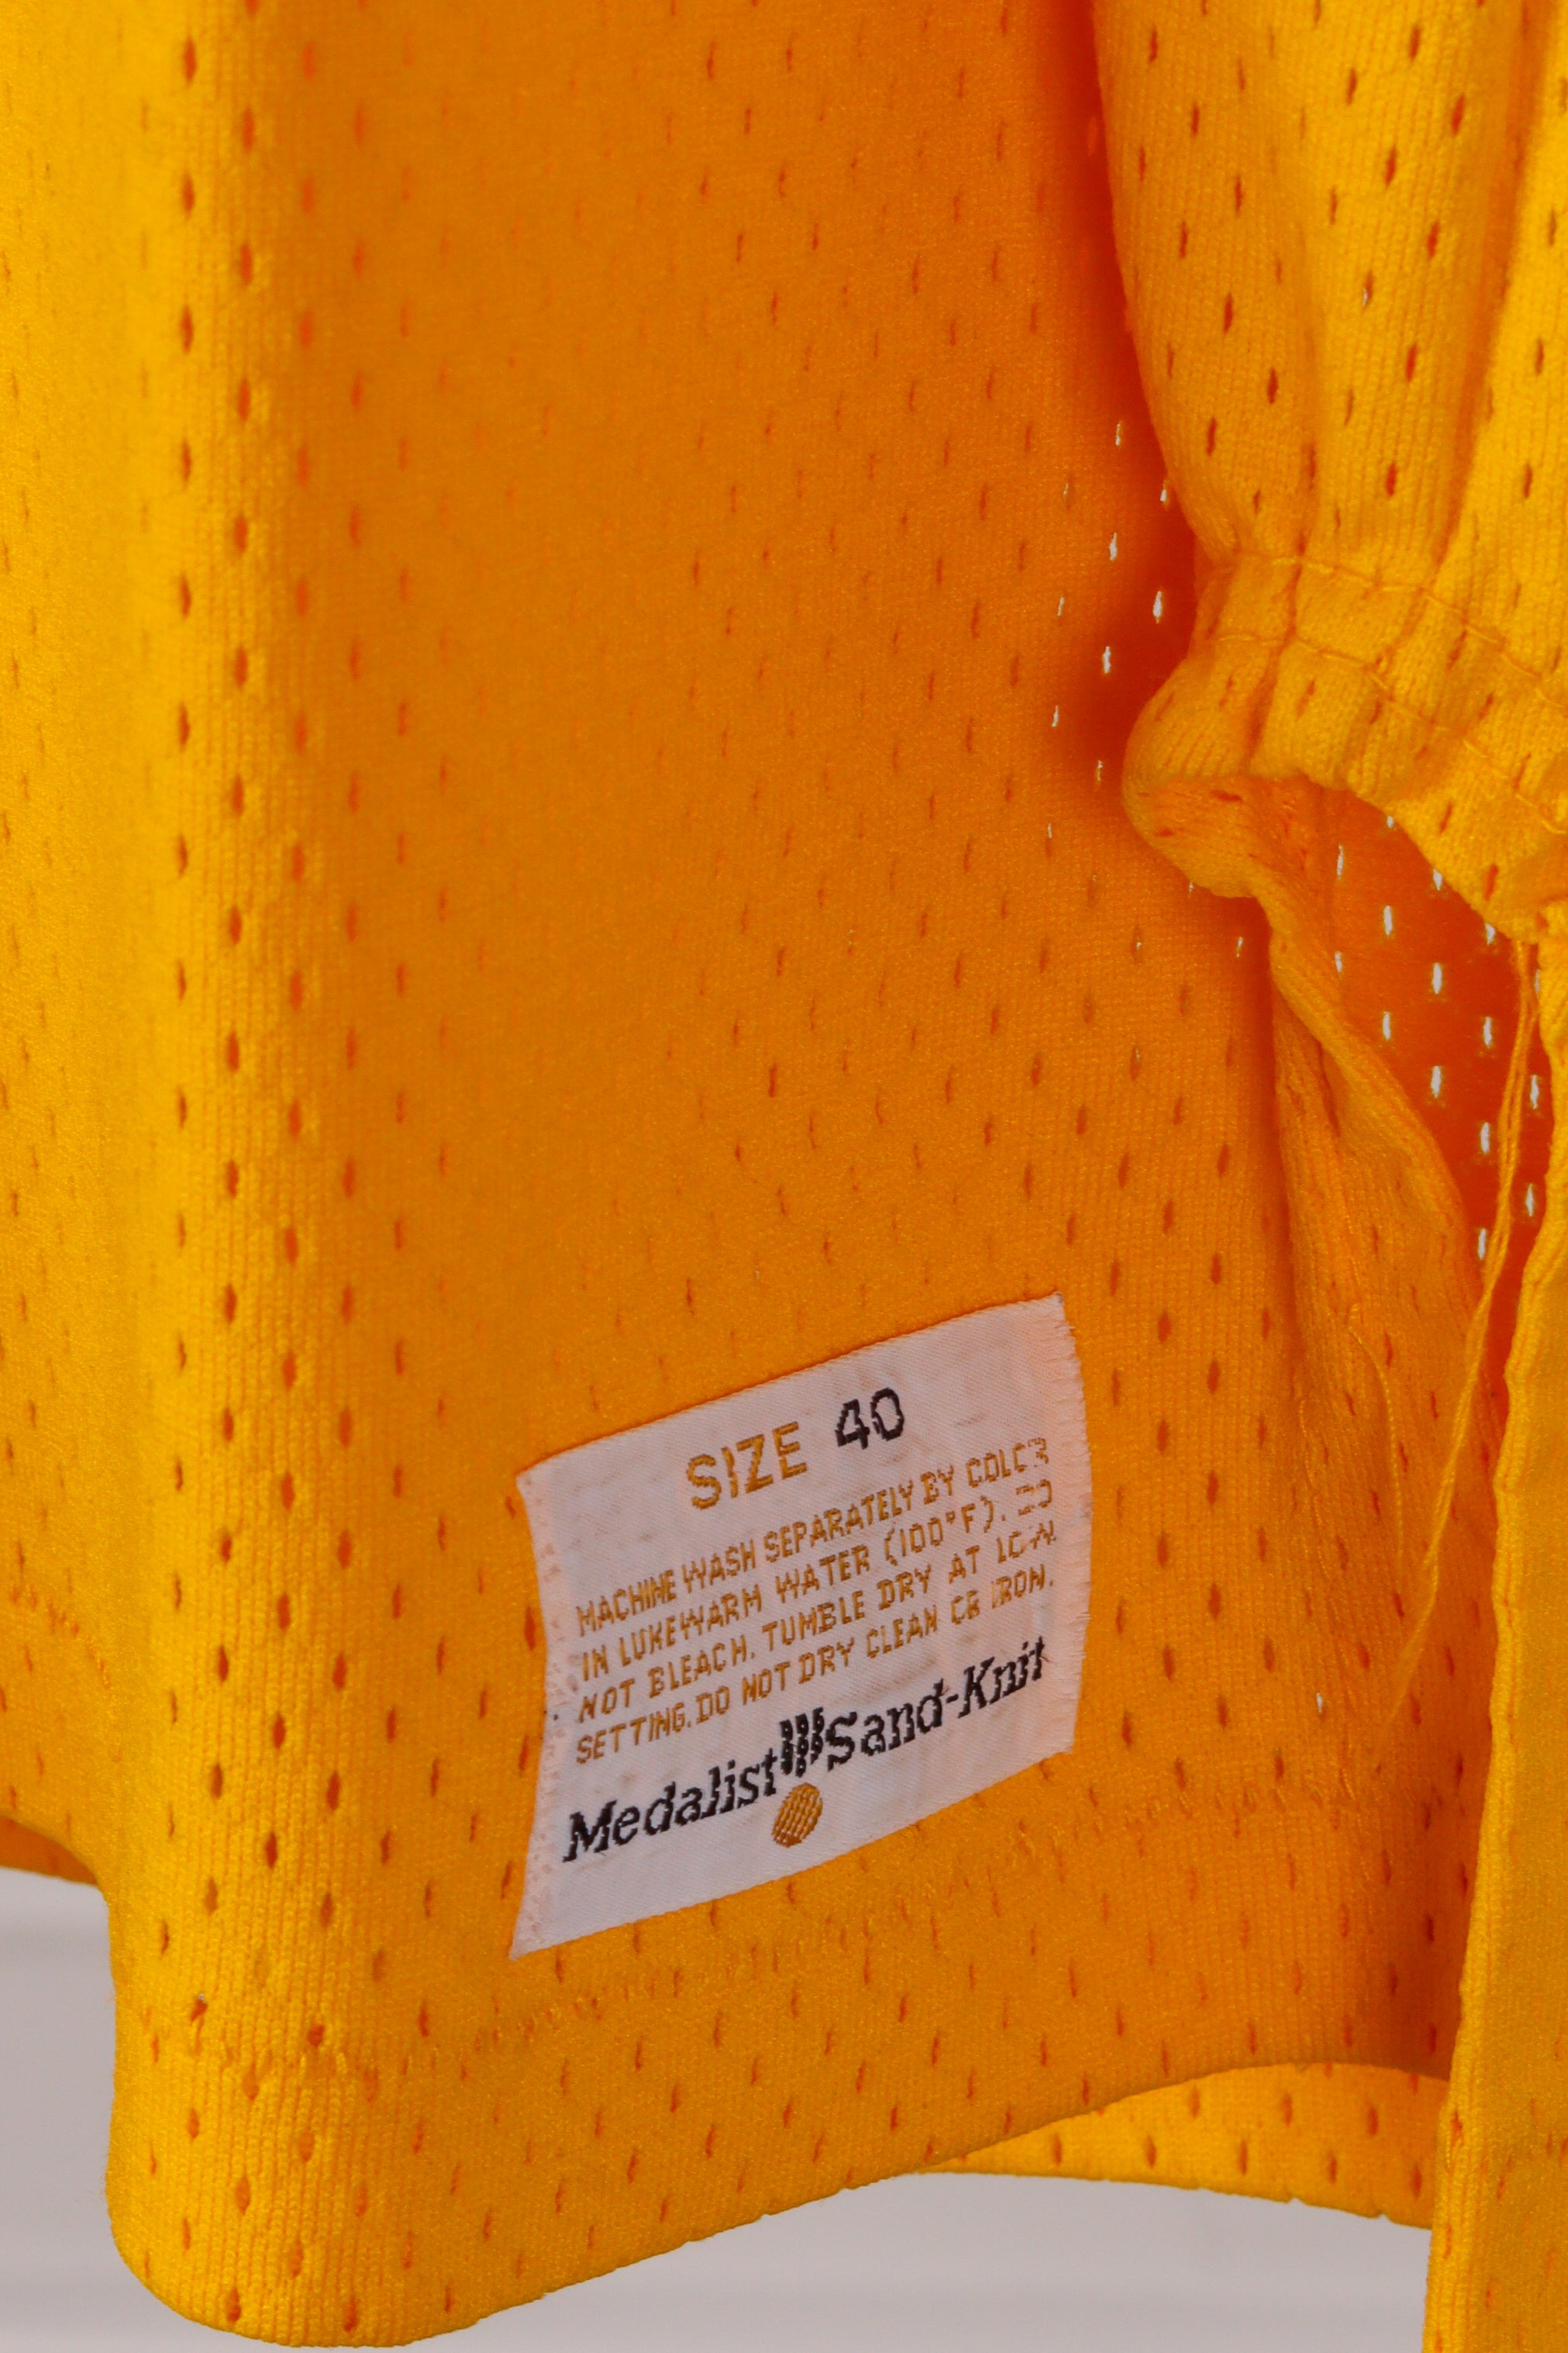 SIZE 40
MACHINE WASH SEPARATELY BY COLOR
IN LUKEWARM WATER (100°F). DO
NOT BLEACH. TUMBLE DRY AT LOW
SETTING. DO NOT DRY CLEAN OR IRON.
Medalist Sand-Knit